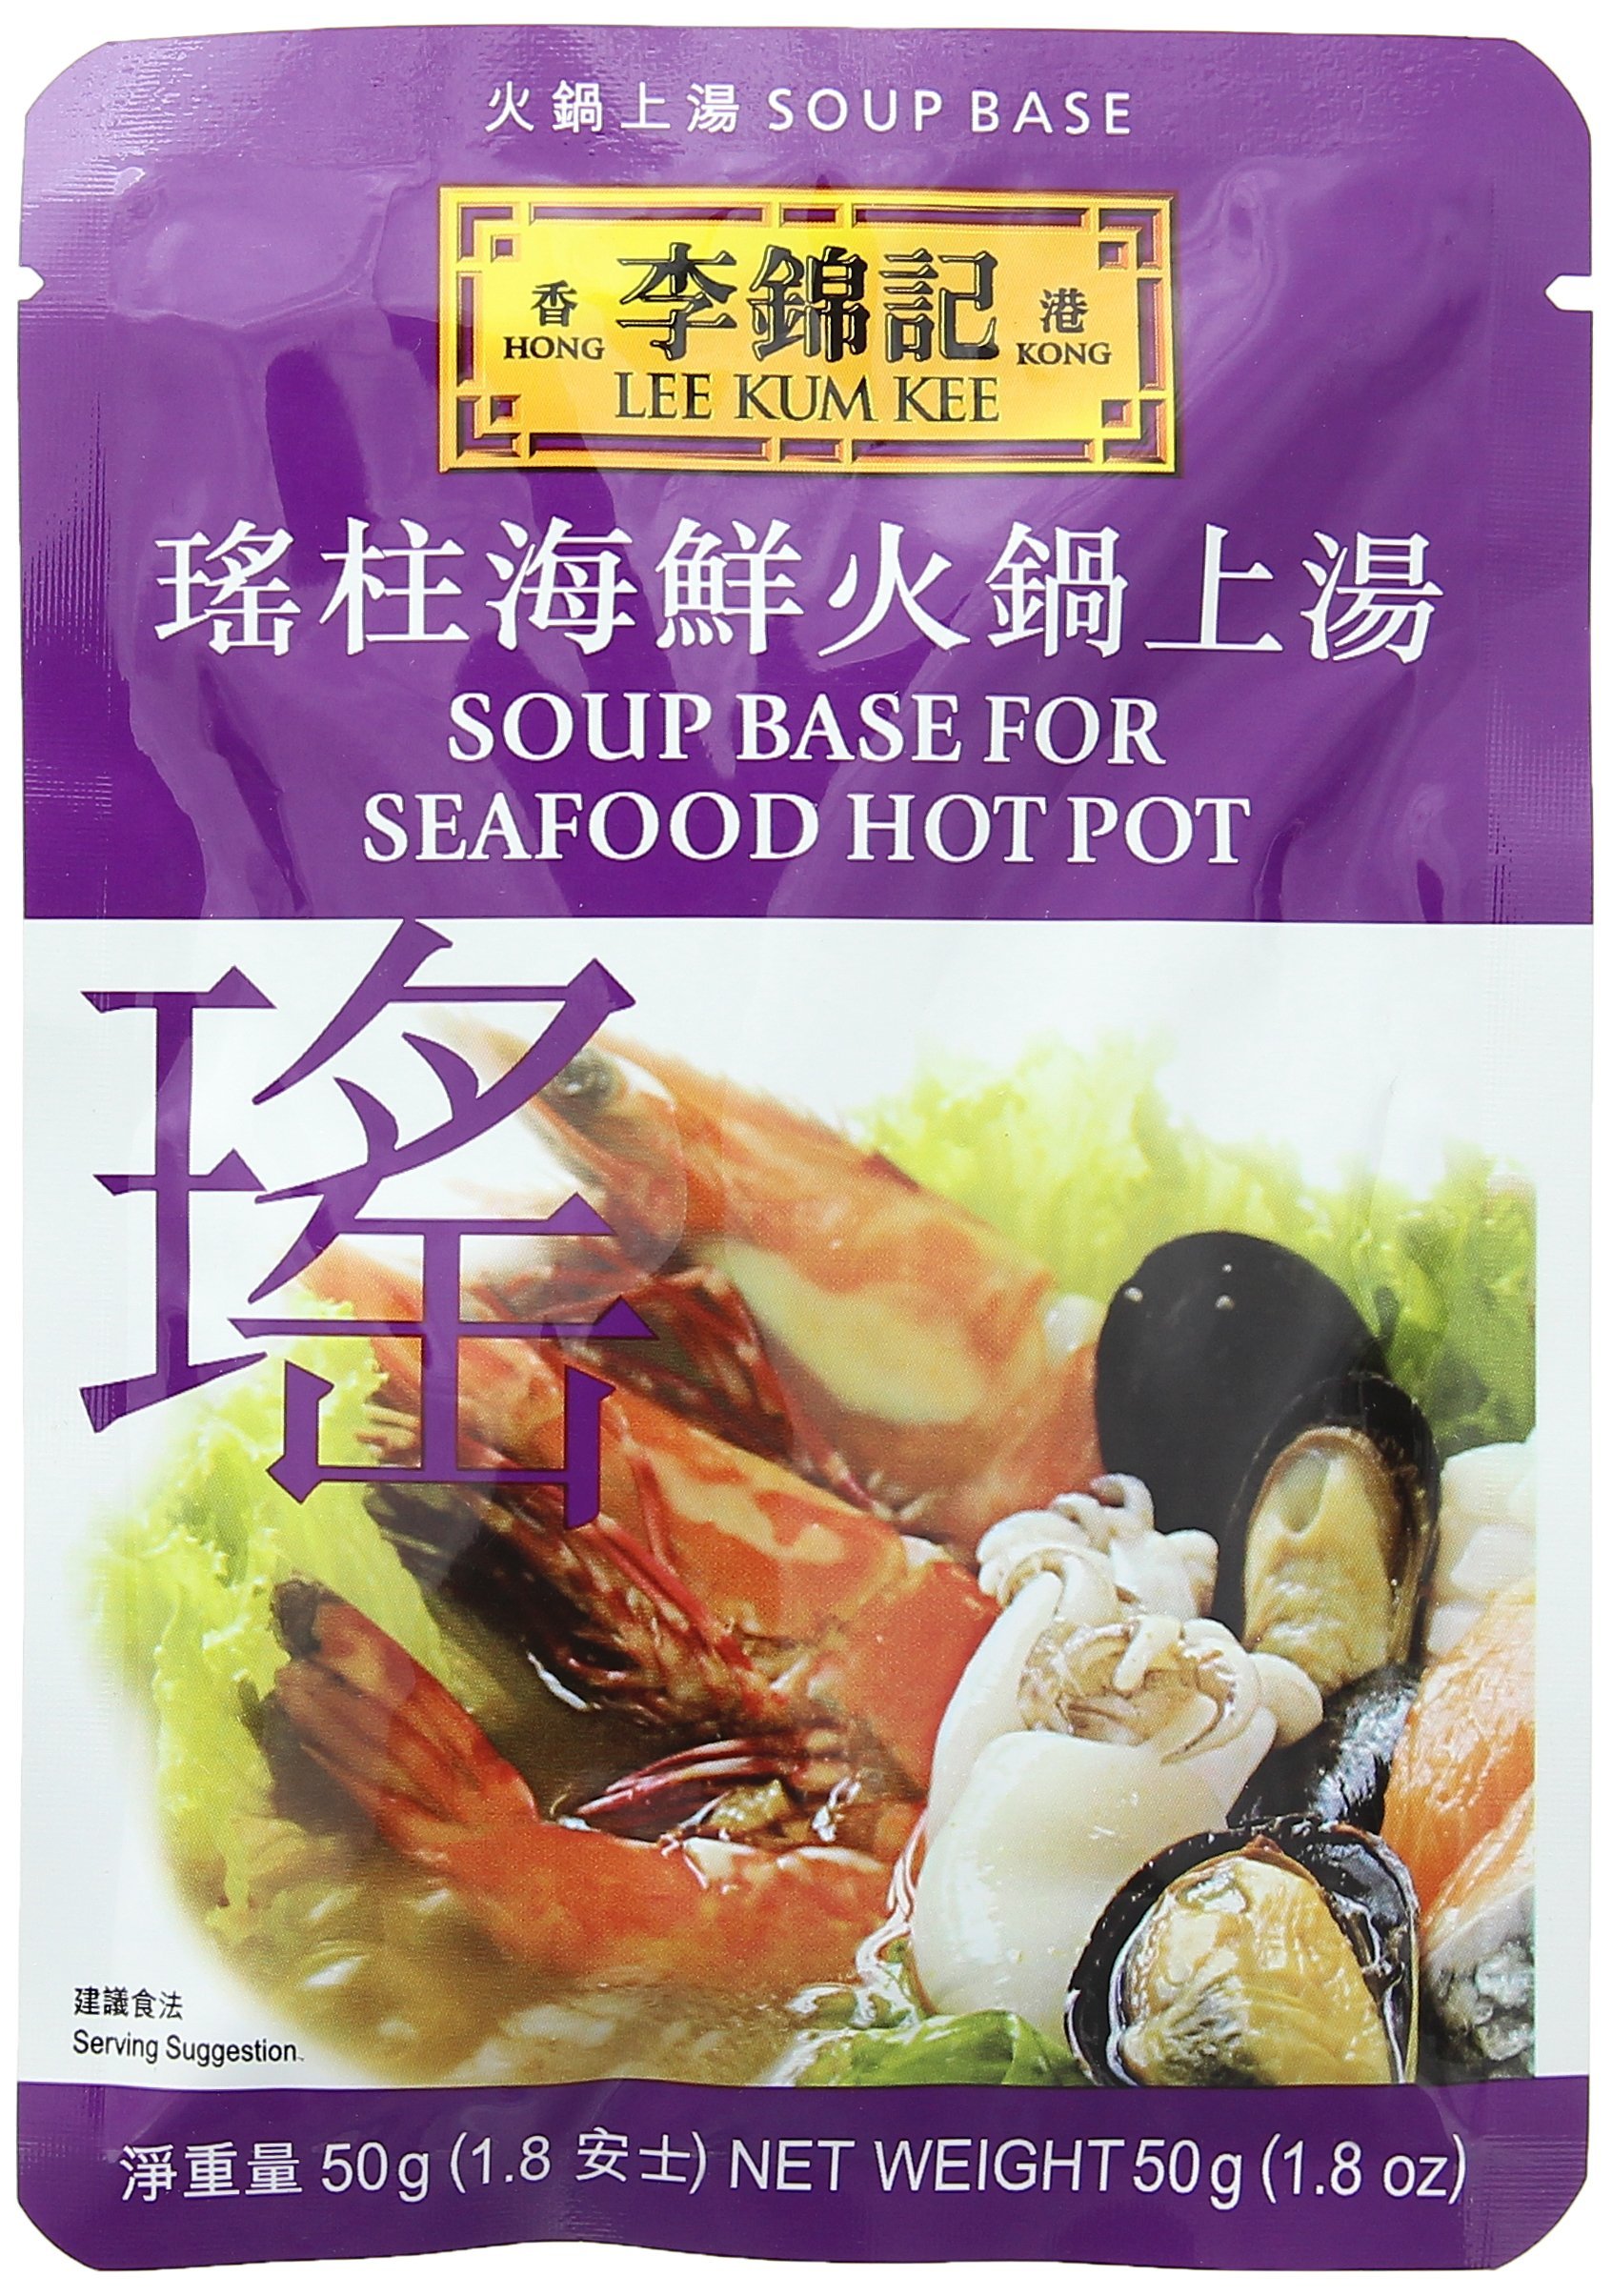 火鍋上湯 SOUP BASE
香 李錦記 港
HONG KONG
LEE KUM KEE
瑤柱海鮮火鍋上湯
SOUP BASE FOR
SEAFOOD HOT POT
瑤
建議食法
Serving Suggestion
淨重量 50g (1.8 安士) NET WEIGHT 50g (1.8 oz)